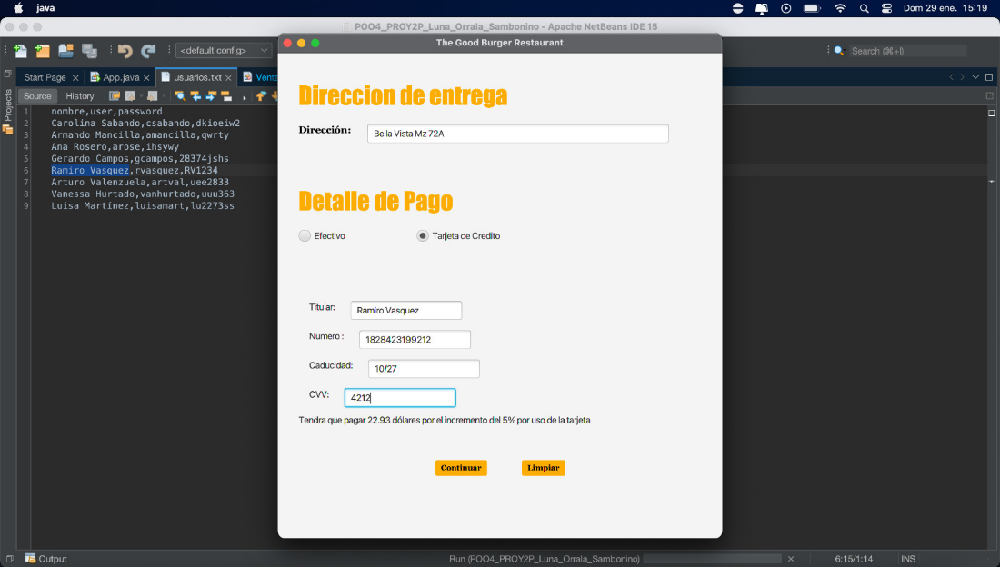 java
Dom 29 ene. 15:19
POO4_PROY2P_Luna_Orrala_Sambonino - Apache NetBeans IDE 15
The Good Burger Restaurant
<default config>
Search (⌘+I)
Start Page
App.java
usuarios.txt
Venta
Source
History
Projects
1 nombre,user,password
2 Carolina Sabando,csabando,dkioeiw2
3 Armando Mancilla,amancilla,qwrty
4 Ana Rosero,arose,ihsywy
5 Gerardo Campos,gcampos,28374jshs
6 Ramiro Vasquez,rvasquez,RV1234
7 Arturo Valenzuela,artval,uee2833
8 Vanessa Hurtado,vanhurtado,uuu363
9 Luisa Martínez,luisamart,lu2273ss
Direccion de entrega
Dirección: Bella Vista Mz 72A
Detalle de Pago
Efectivo Tarjeta de Credito
Titular: Ramiro Vasquez
Numero : 1828423199212
Caducidad: 10/27
CVV: 4212
Tendra que pagar 22.93 dólares por el incremento del 5% por uso de la tarjeta
Continuar Limpiar
Output
Run (POO4_PROY2P_Luna_Orrala_Sambonino)
6:15/1:14
INS